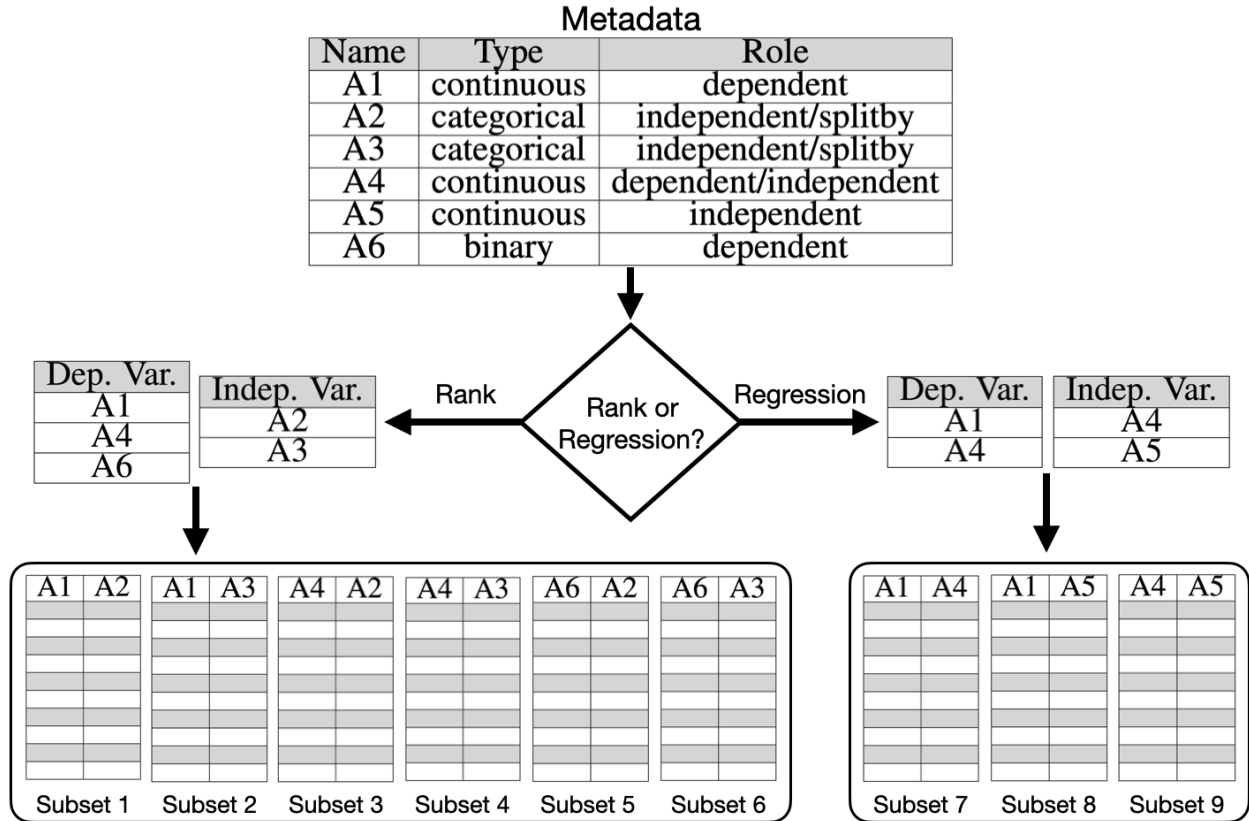 Metadata
Name Type Role
A1 continuous dependent
A2 categorical independent/splitby
A3 categorical independent/splitby
A4 continuous dependent/independent
A5 continuous independent
A6 binary dependent
Dep. Var.
A1
A4
A6
Indep. Var.
A2
A3
Rank
Rank or
Regression?
Regression
Dep. Var.
A1
A4
Indep. Var.
A4
A5
A1 A2
A1 A3
A4 A2
A4 A3
A6 A2
A6 A3
A1 A4
A1 A5
A4 A5
Subset 1
Subset 2
Subset 3
Subset 4
Subset 5
Subset 6
Subset 7
Subset 8
Subset 9